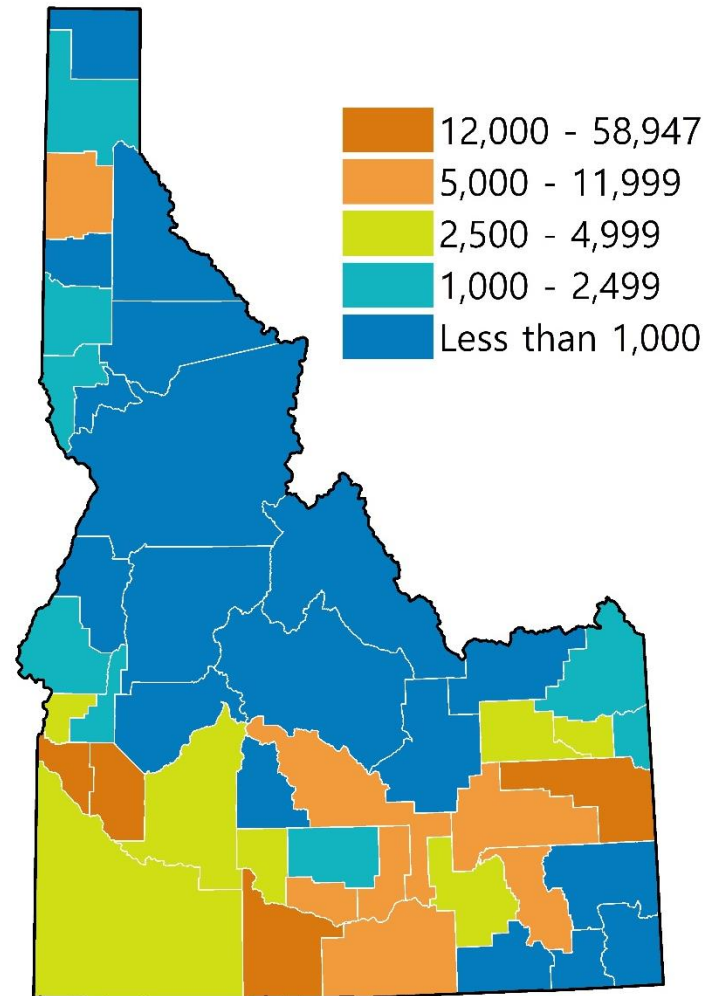 12,000 - 58,947
5,000 - 11,999
2,500 - 4,999
1,000 - 2,499
Less than 1,000